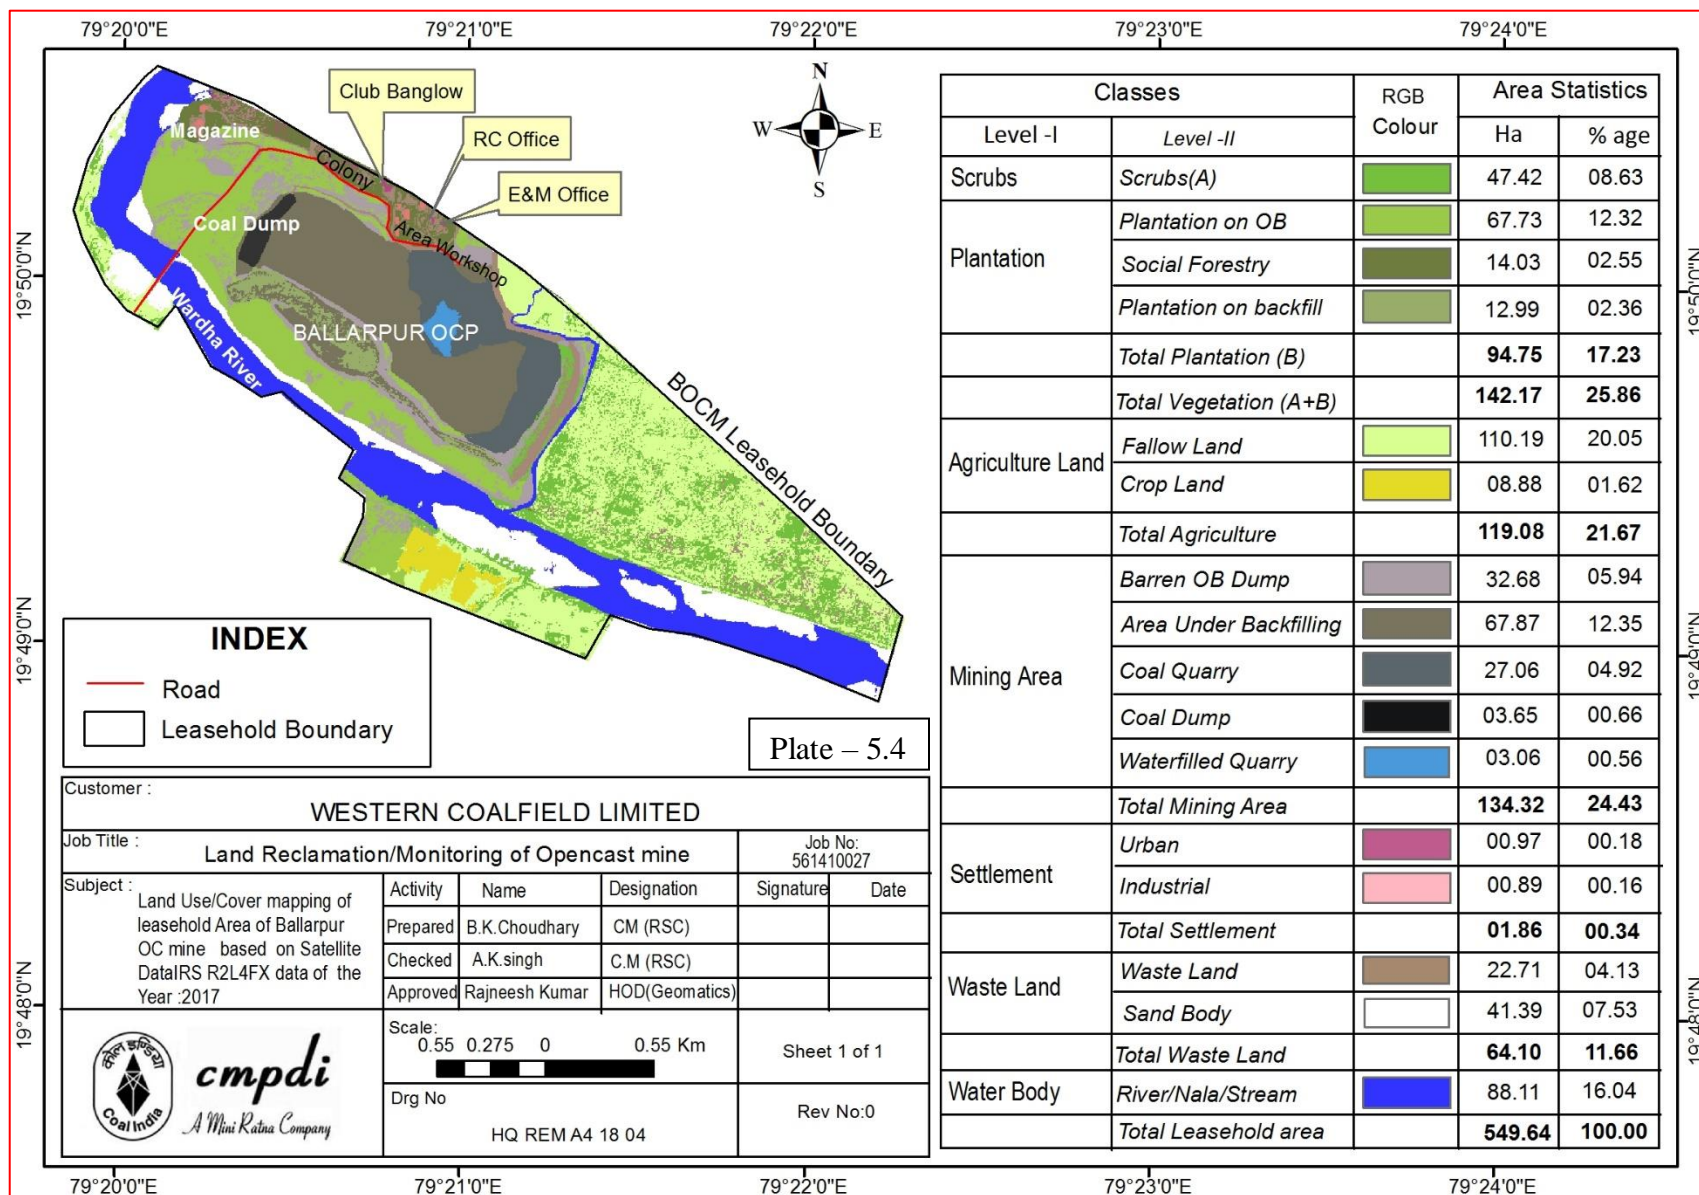 79°20'0"E 79°21'0"E 79°22'0"E 79°23'0"E 79°24'0"E
19°50'0"N
19°49'0"N
19°48'0"N
19°50'0"N
19°49'0"N
19°48'0"N
Club Banglow
RC Office
E&M Office
Magazine
Colony
Coal Dump
Area Workshop
BALLARPUR OCP
Wardha River
BOCM Leasehold Boundary
N
W E
S
INDEX
Road
Leasehold Boundary
Plate – 5.4
Classes RGB Colour Area Statistics
Level -I Level -II Ha % age
Scrubs Scrubs(A) 47.42 08.63
Plantation
Plantation on OB 67.73 12.32
Social Forestry 14.03 02.55
Plantation on backfill 12.99 02.36
Total Plantation (B) 94.75 17.23
Total Vegetation (A+B) 142.17 25.86
Agriculture Land
Fallow Land 110.19 20.05
Crop Land 08.88 01.62
Total Agriculture 119.08 21.67
Mining Area
Barren OB Dump 32.68 05.94
Area Under Backfilling 67.87 12.35
Coal Quarry 27.06 04.92
Coal Dump 03.65 00.66
Waterfilled Quarry 03.06 00.56
Total Mining Area 134.32 24.43
Settlement
Urban 00.97 00.18
Industrial 00.89 00.16
Total Settlement 01.86 00.34
Waste Land
Waste Land 22.71 04.13
Sand Body 41.39 07.53
Total Waste Land 64.10 11.66
Water Body River/Nala/Stream 88.11 16.04
Total Leasehold area 549.64 100.00
Customer :
WESTERN COALFIELD LIMITED
Job Title :
Land Reclamation/Monitoring of Opencast mine
Job No:
561410027
Subject :
Land Use/Cover mapping of
leasehold Area of Ballarpur
OC mine based on Satellite
DataIRS R2L4FX data of the
Year :2017
Activity Name Designation Signature Date
Prepared B.K.Choudhary CM (RSC)
Checked A.K.singh C.M (RSC)
Approved Rajneesh Kumar HOD(Geomatics)
कोल इण्डिया
Coal India
cmpdi
A Mini Ratna Company
Scale:
0.55 0.275 0 0.55 Km
Sheet 1 of 1
Drg No
HQ REM A4 18 04
Rev No:0
79°20'0"E 79°21'0"E 79°22'0"E 79°23'0"E 79°24'0"E